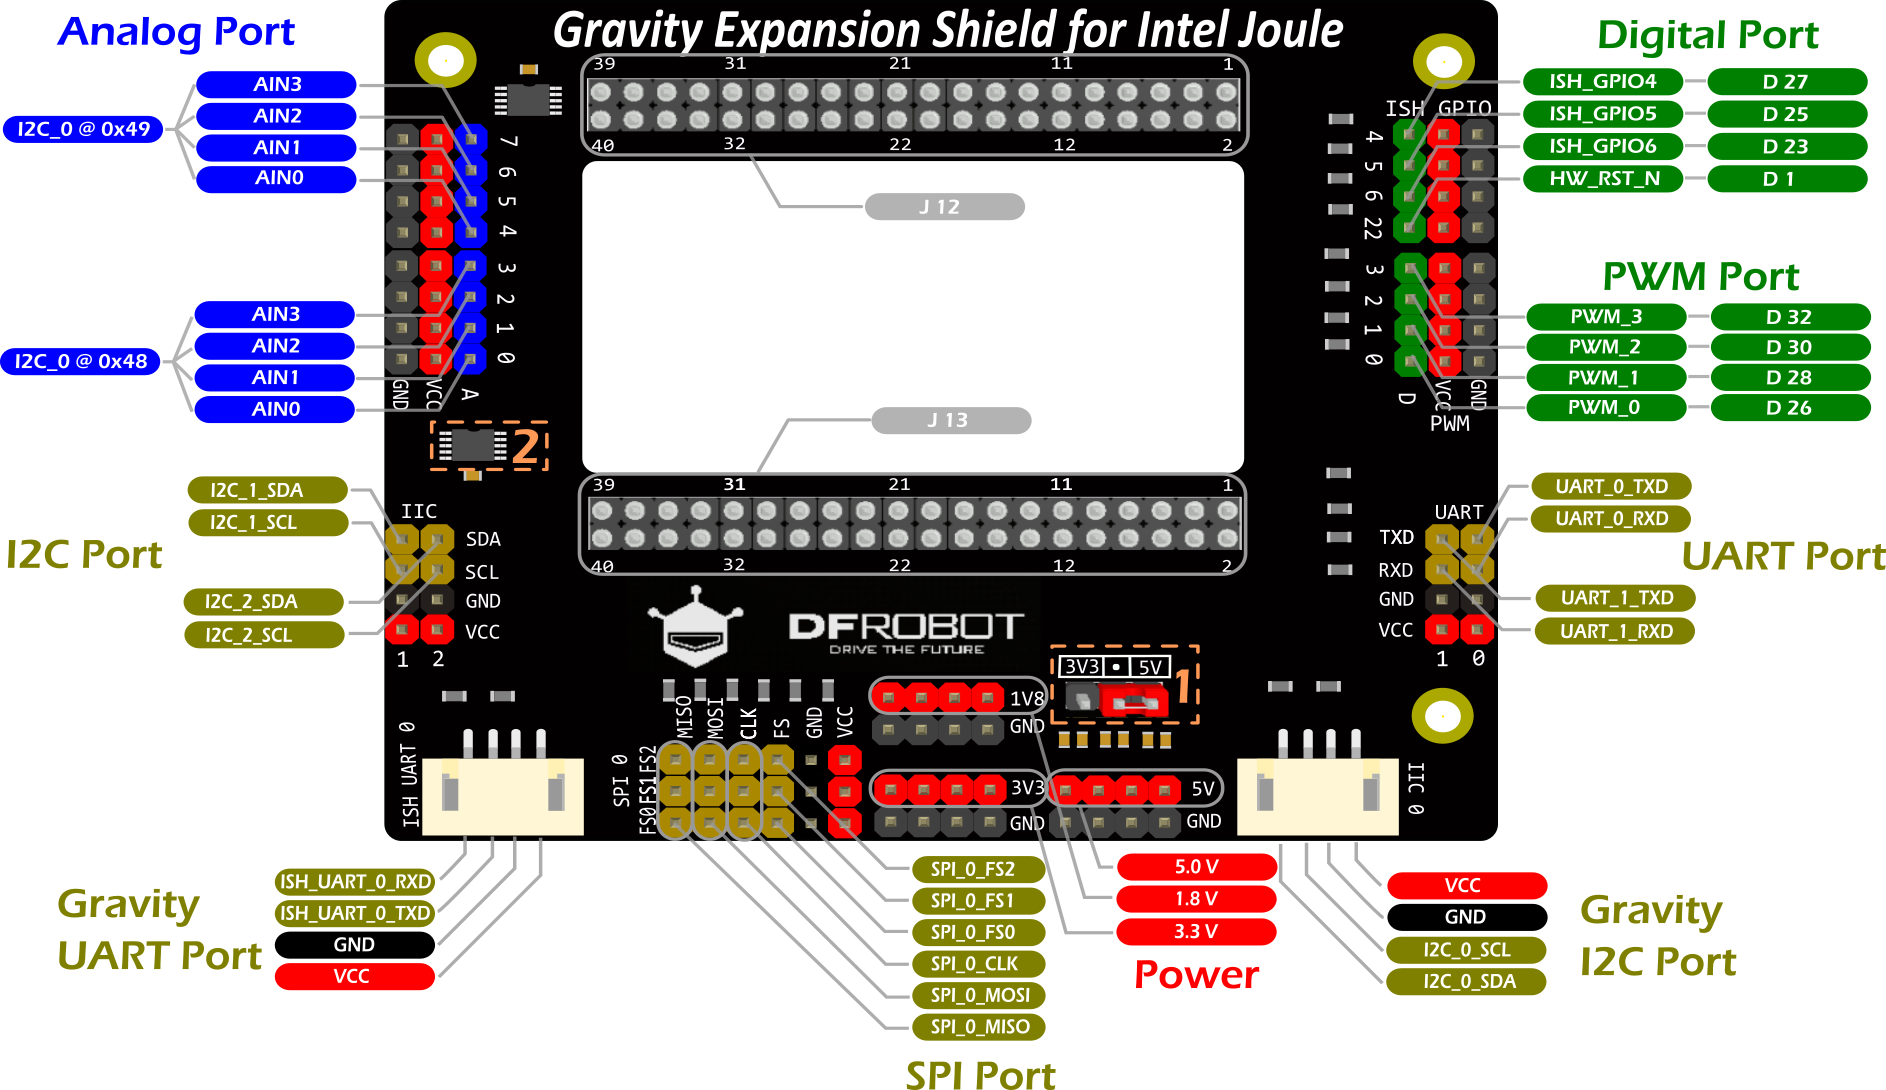 Gravity Expansion Shield for Intel Joule
Analog Port
AIN3
AIN2
AIN1
AIN0
I2C_0 @ 0x49
AIN3
AIN2
AIN1
AIN0
I2C_0 @ 0x48
7
6
5
4
3
2
1
0
GND
VCC
A
2
39 31 21 11 1
40 32 22 12 2
J 12
J 13
39 31 21 11 1
40 32 22 12 2
Digital Port
ISH_GPIO4 D 27
ISH_GPIO5 D 25
ISH_GPIO6 D 23
HW_RST_N D 1
ISH GPIO
4
5
6
22
3
2
1
0
D
VCC
GND
PWM
PWM Port
PWM_3 D 32
PWM_2 D 30
PWM_1 D 28
PWM_0 D 26
I2C Port
I2C_1_SDA
I2C_1_SCL
I2C_2_SDA
I2C_2_SCL
IIC
SDA
SCL
GND
VCC
1 2
UART
TXD
RXD
GND
VCC
1 0
UART Port
UART_0_TXD
UART_0_RXD
UART_1_TXD
UART_1_RXD
DFROBOT
DRIVE THE FUTURE
3V3 5V
1
ISH UART 0
SPI 0
FS2
FS1
FS0
MISO
MOSI
CLK
FS
GND
VCC
1V8
GND
3V3
GND
5V
GND
IIC 0
Gravity
UART Port
ISH_UART_0_RXD
ISH_UART_0_TXD
GND
VCC
SPI_0_FS2
SPI_0_FS1
SPI_0_FS0
SPI_0_CLK
SPI_0_MOSI
SPI_0_MISO
SPI Port
5.0 V
1.8 V
3.3 V
Power
VCC
GND
I2C_0_SCL
I2C_0_SDA
Gravity
I2C Port